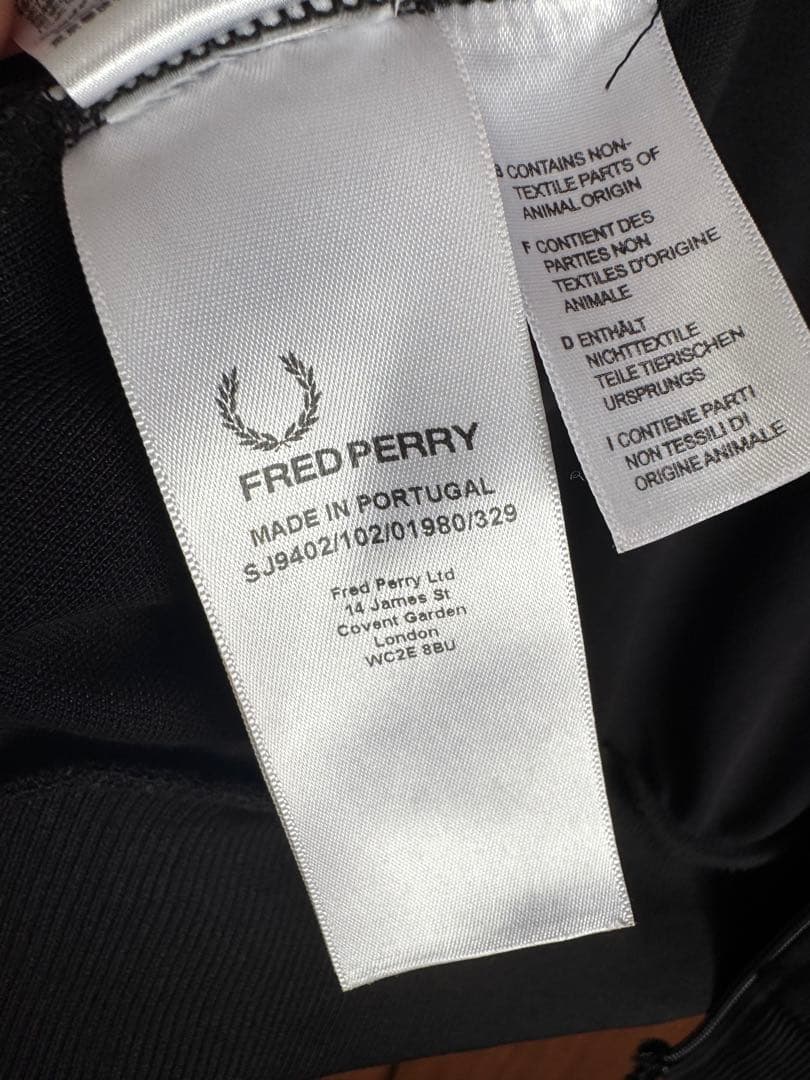 FRED PERRY
MADE IN PORTUGAL
SJ9402/102/01980/329
Fred Perry Ltd
14 James St
Covent Garden
London
WC2E 8BU
CONTAINS NON-
TEXTILE PARTS OF
ANIMAL ORIGIN
F CONTIENT DES
PARTIES NON
TEXTILES D'ORIGINE
ANIMALE
D ENTHÄLT
NICHTTEXTILE
TEILE TIERISCHEN
URSPRUNGS
I CONTIENE PARTI
NON TESSILI DI
ORIGINE ANIMALE